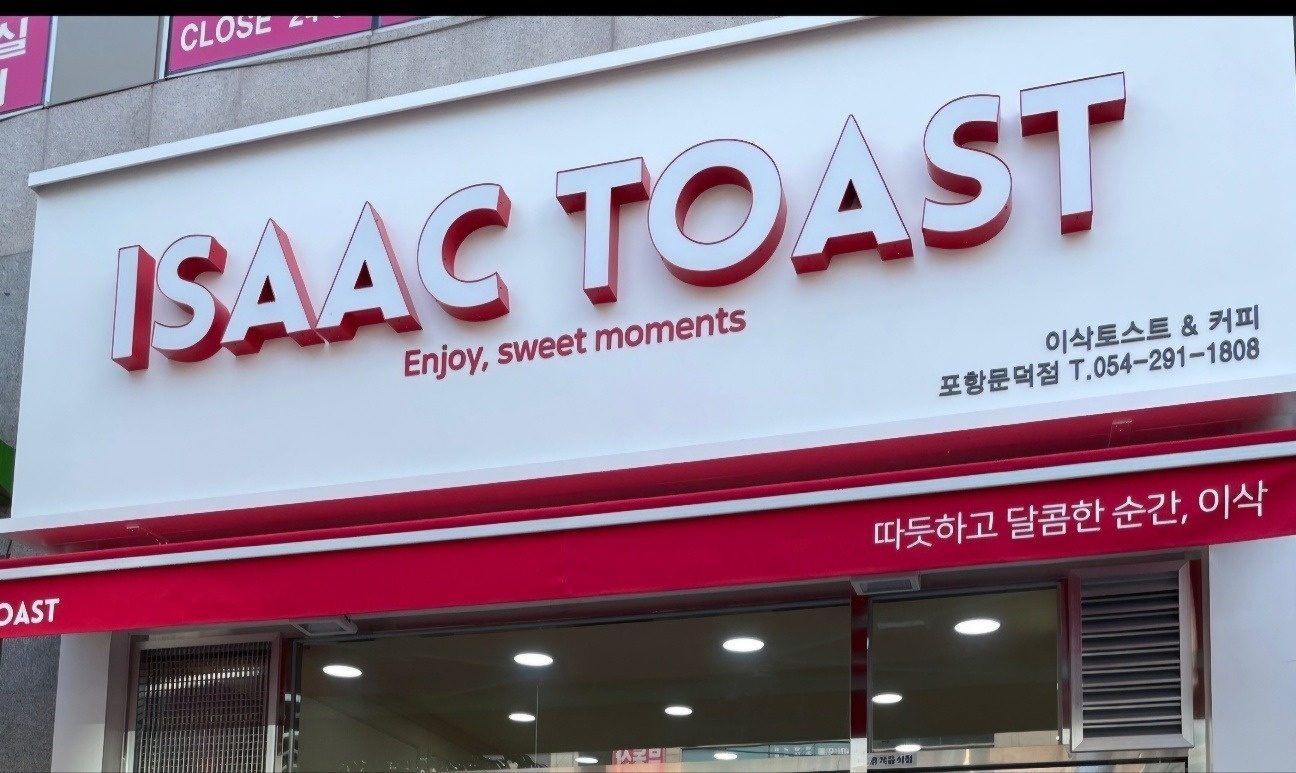 실
CLOSE
ISAAC TOAST
Enjoy, sweet moments
이삭토스트 & 커피
포항문덕점 T.054-291-1808
따듯하고 달콤한 순간, 이삭
OAST